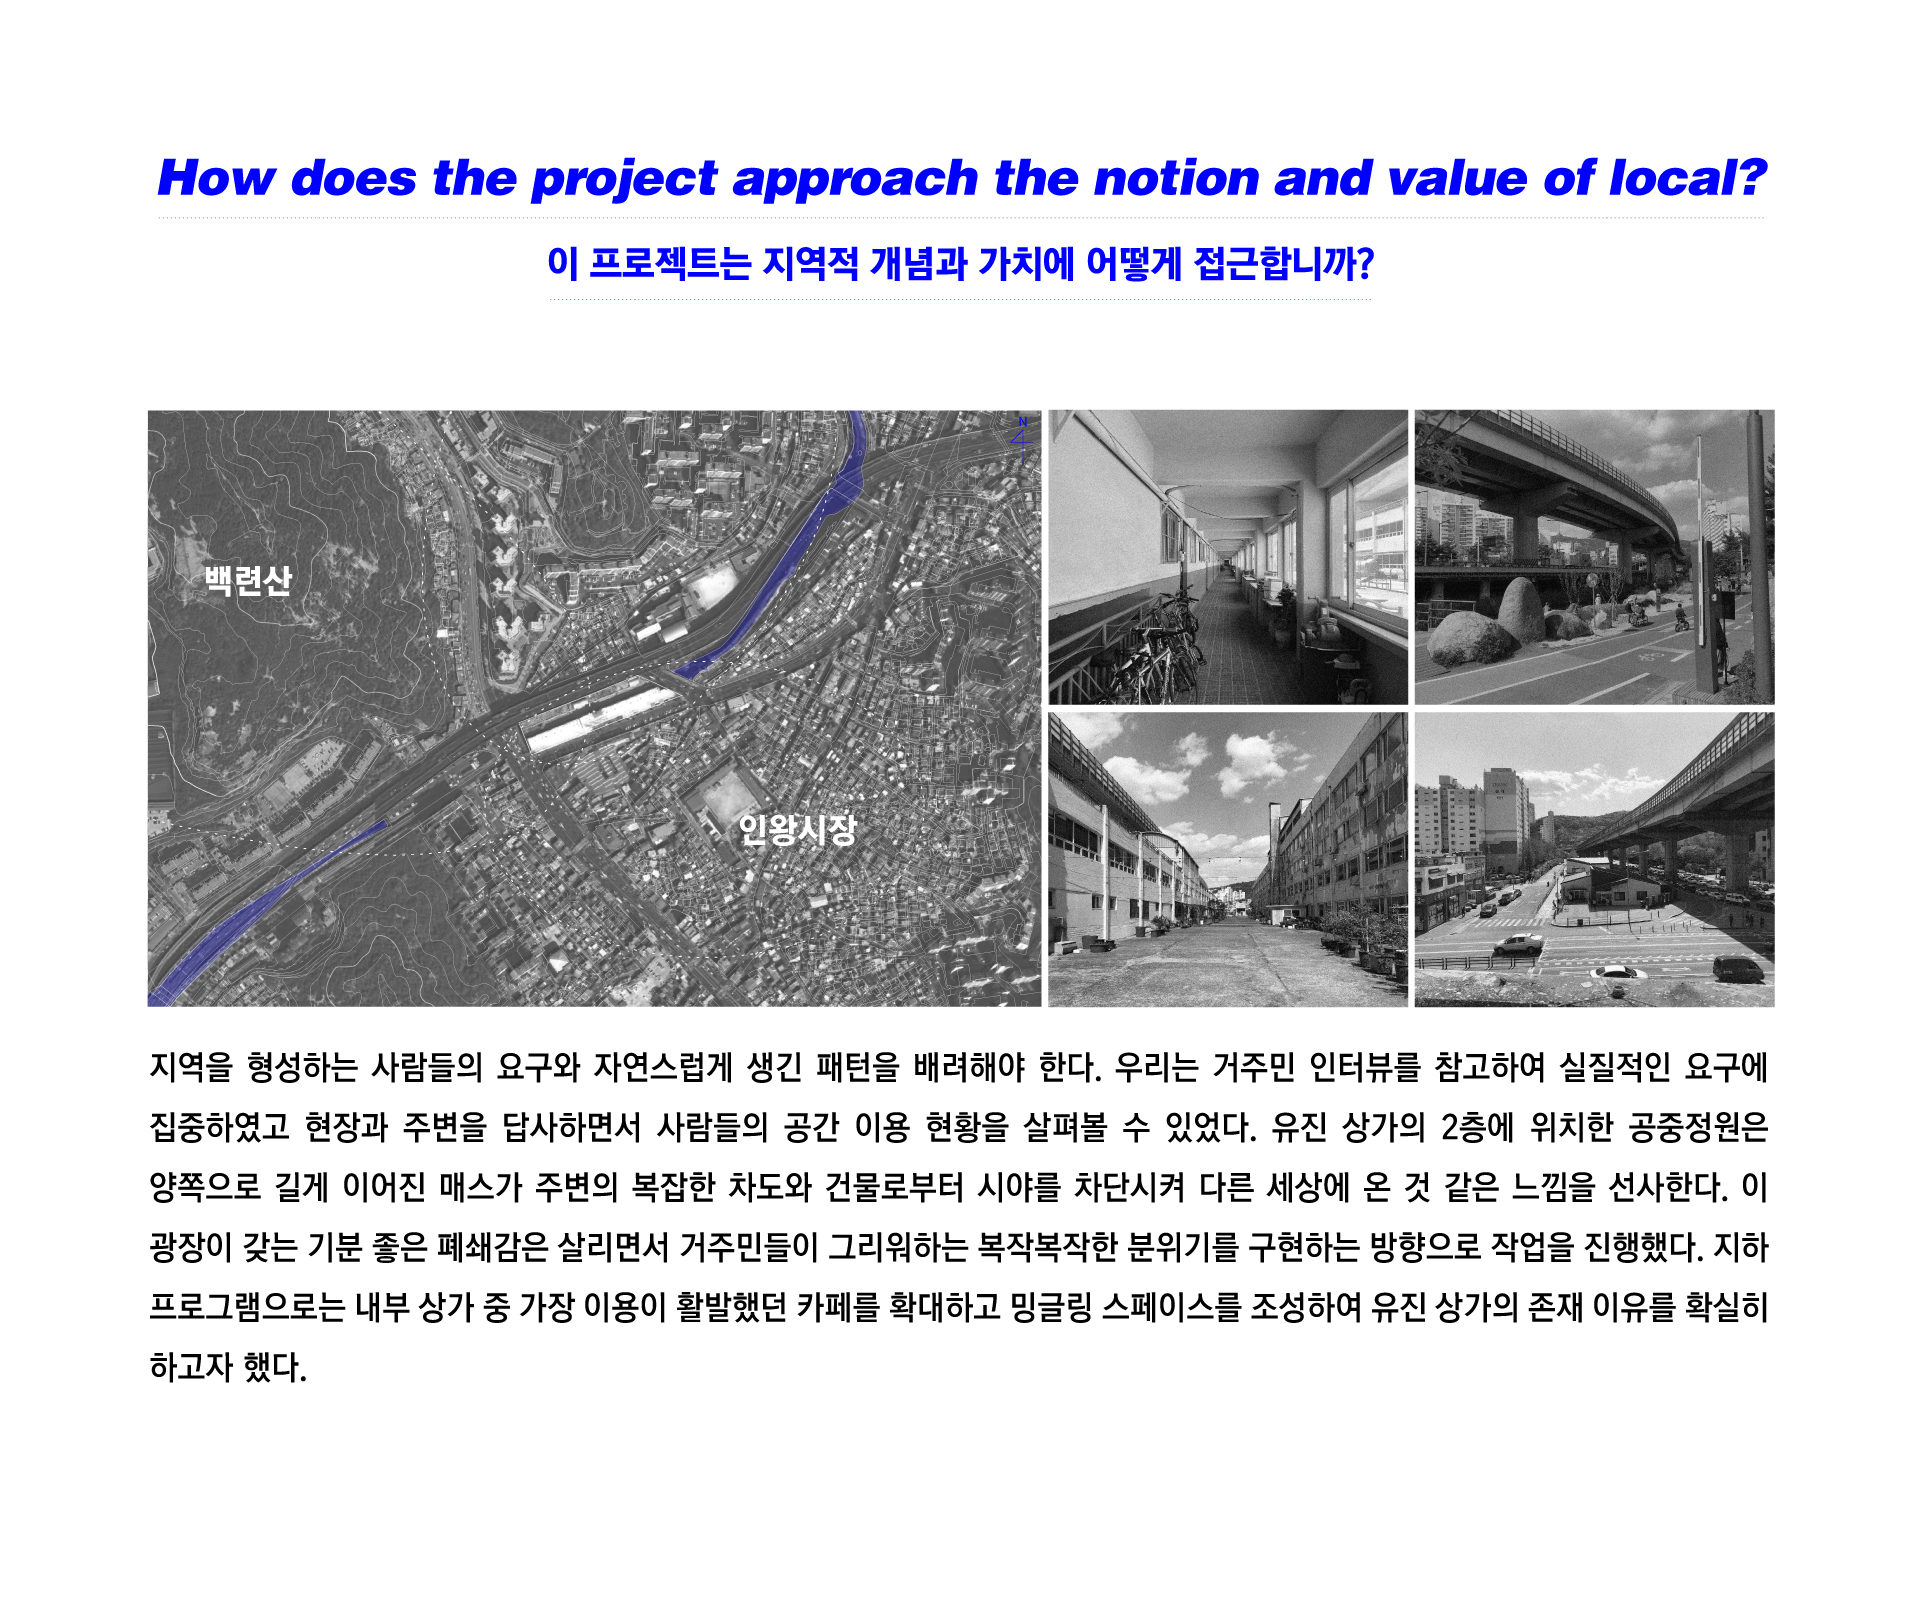 How does the project approach the notion and value of local?
이 프로젝트는 지역적 개념과 가치에 어떻게 접근합니까?
N
백련산
인왕시장
지역을 형성하는 사람들의 요구와 자연스럽게 생긴 패턴을 배려해야 한다. 우리는 거주민 인터뷰를 참고하여 실질적인 요구에
집중하였고 현장과 주변을 답사하면서 사람들의 공간 이용 현황을 살펴볼 수 있었다. 유진 상가의 2층에 위치한 공중정원은
양쪽으로 길게 이어진 매스가 주변의 복잡한 차도와 건물로부터 시야를 차단시켜 다른 세상에 온 것 같은 느낌을 선사한다. 이
광장이 갖는 기분 좋은 폐쇄감은 살리면서 거주민들이 그리워하는 복작복작한 분위기를 구현하는 방향으로 작업을 진행했다. 지하
프로그램으로는 내부 상가 중 가장 이용이 활발했던 카페를 확대하고 밍글링 스페이스를 조성하여 유진 상가의 존재 이유를 확실히
하고자 했다.